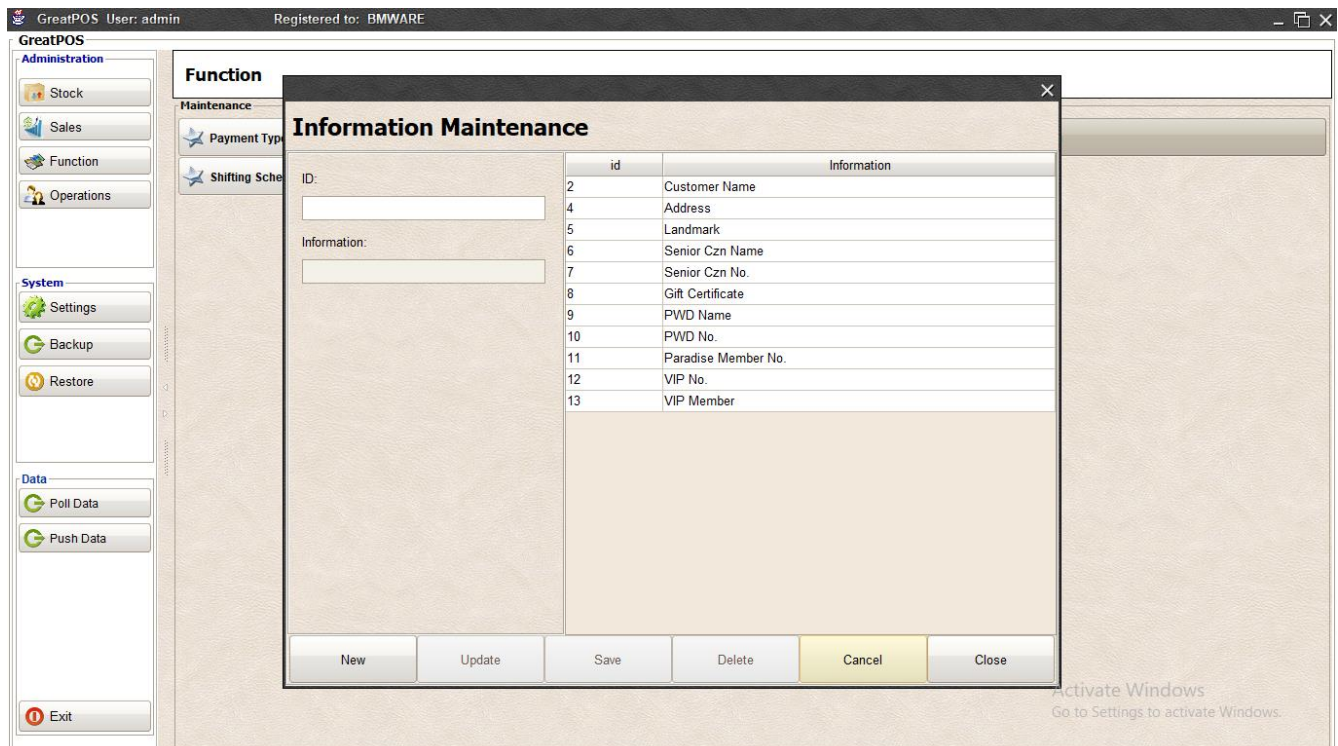 GreatPOS User: admin Registered to: BMWARE
GreatPOS
Administration
Stock
Sales
Function
Operations
System
Settings
Backup
Restore
Data
Poll Data
Push Data
Exit
Function
Maintenance
Payment Type
Shifting Sche
Information Maintenance
ID:
Information:
id Information
2 Customer Name
4 Address
5 Landmark
6 Senior Czn Name
7 Senior Czn No.
8 Gift Certificate
9 PWD Name
10 PWD No.
11 Paradise Member No.
12 VIP No.
13 VIP Member
New Update Save Delete Cancel Close
Activate Windows
Go to Settings to activate Windows.